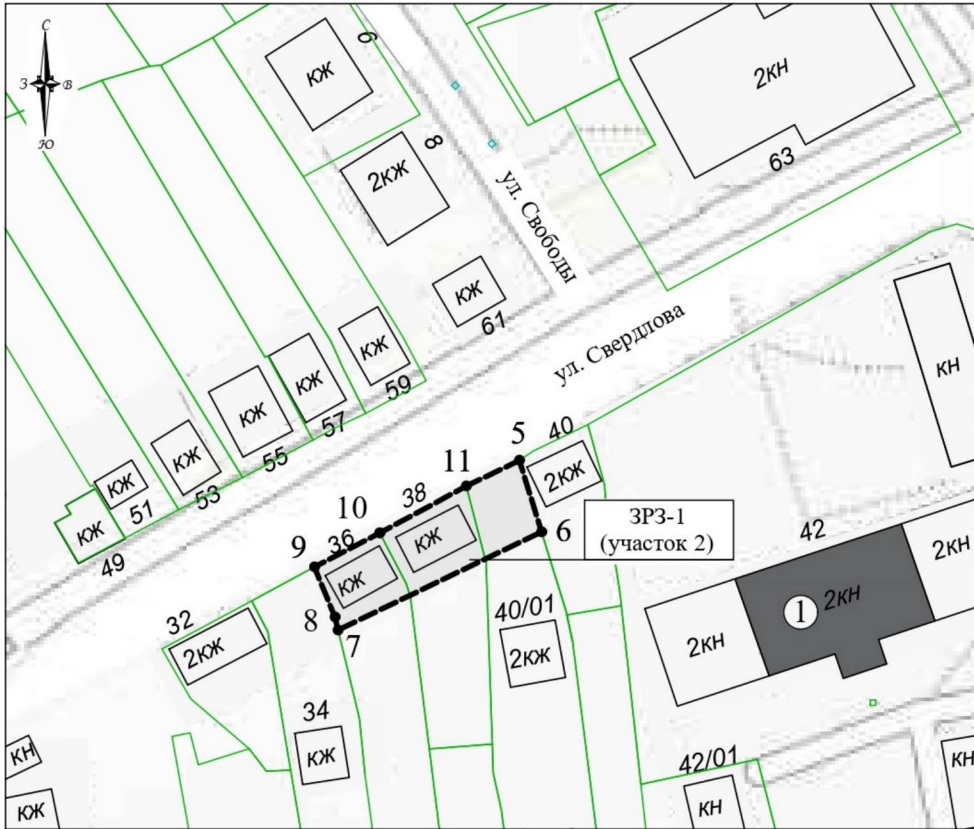 С
З
В
Ю
КЖ
6
2КЖ
8
ул. Свободы
2КН
63
КЖ
61
ул. Свердлова
КЖ
59
КЖ
57
КЖ
55
КЖ
53
КЖ
51
КЖ
49
КН
5
40
2КЖ
11
38
КЖ
10
36
КЖ
9
8
7
6
ЗРЗ-1
(участок 2)
42
2КН
1
2КН
2КН
32
2КЖ
40/01
2КЖ
34
КЖ
КН
КЖ
42/01
КН
КН